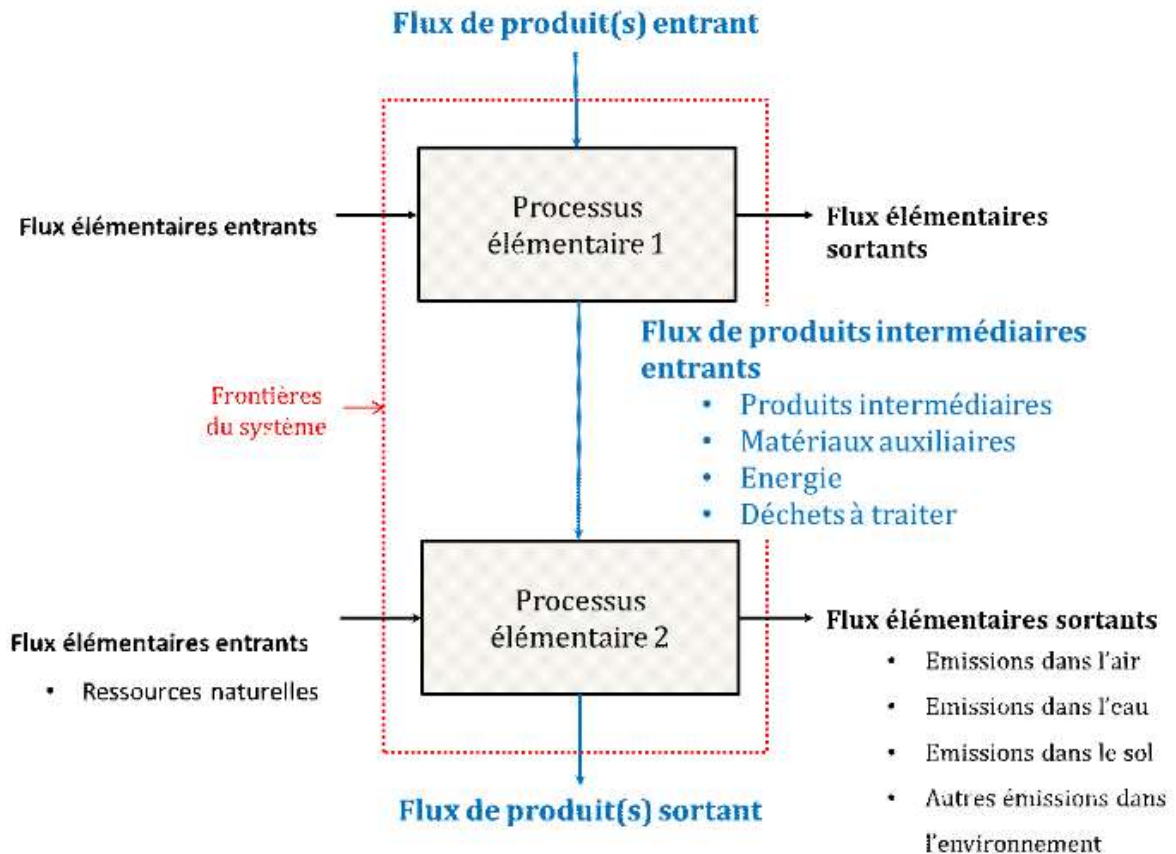 Flux de produit(s) entrant
Processus
élémentaire 1
Flux élémentaires entrants
Flux élémentaires
sortants
Flux de produits intermédiaires
entrants
• Produits intermédiaires
• Matériaux auxiliaires
• Energie
• Déchets à traiter
Frontières
du système
Processus
élémentaire 2
Flux élémentaires entrants
• Ressources naturelles
Flux élémentaires sortants
• Emissions dans l'air
• Emissions dans l'eau
• Emissions dans le sol
• Autres émissions dans
l'environnement
Flux de produit(s) sortant